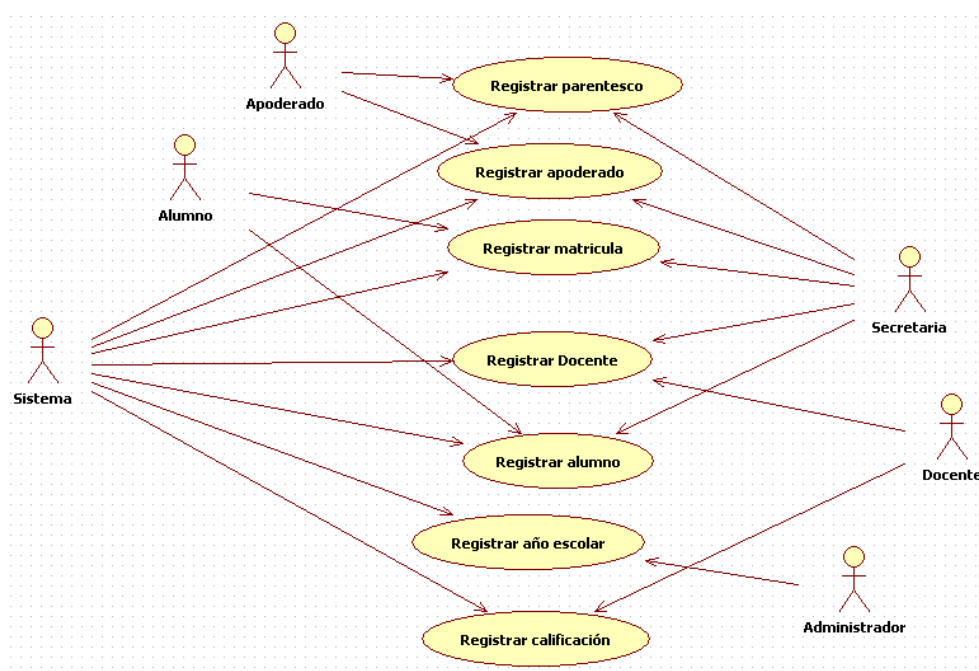 Apoderado
Registrar parentesco
Alumno
Registrar apoderado
Registrar matricula
Secretaria
Sistema
Registrar Docente
Docente
Registrar alumno
Registrar año escolar
Administrador
Registrar calificación